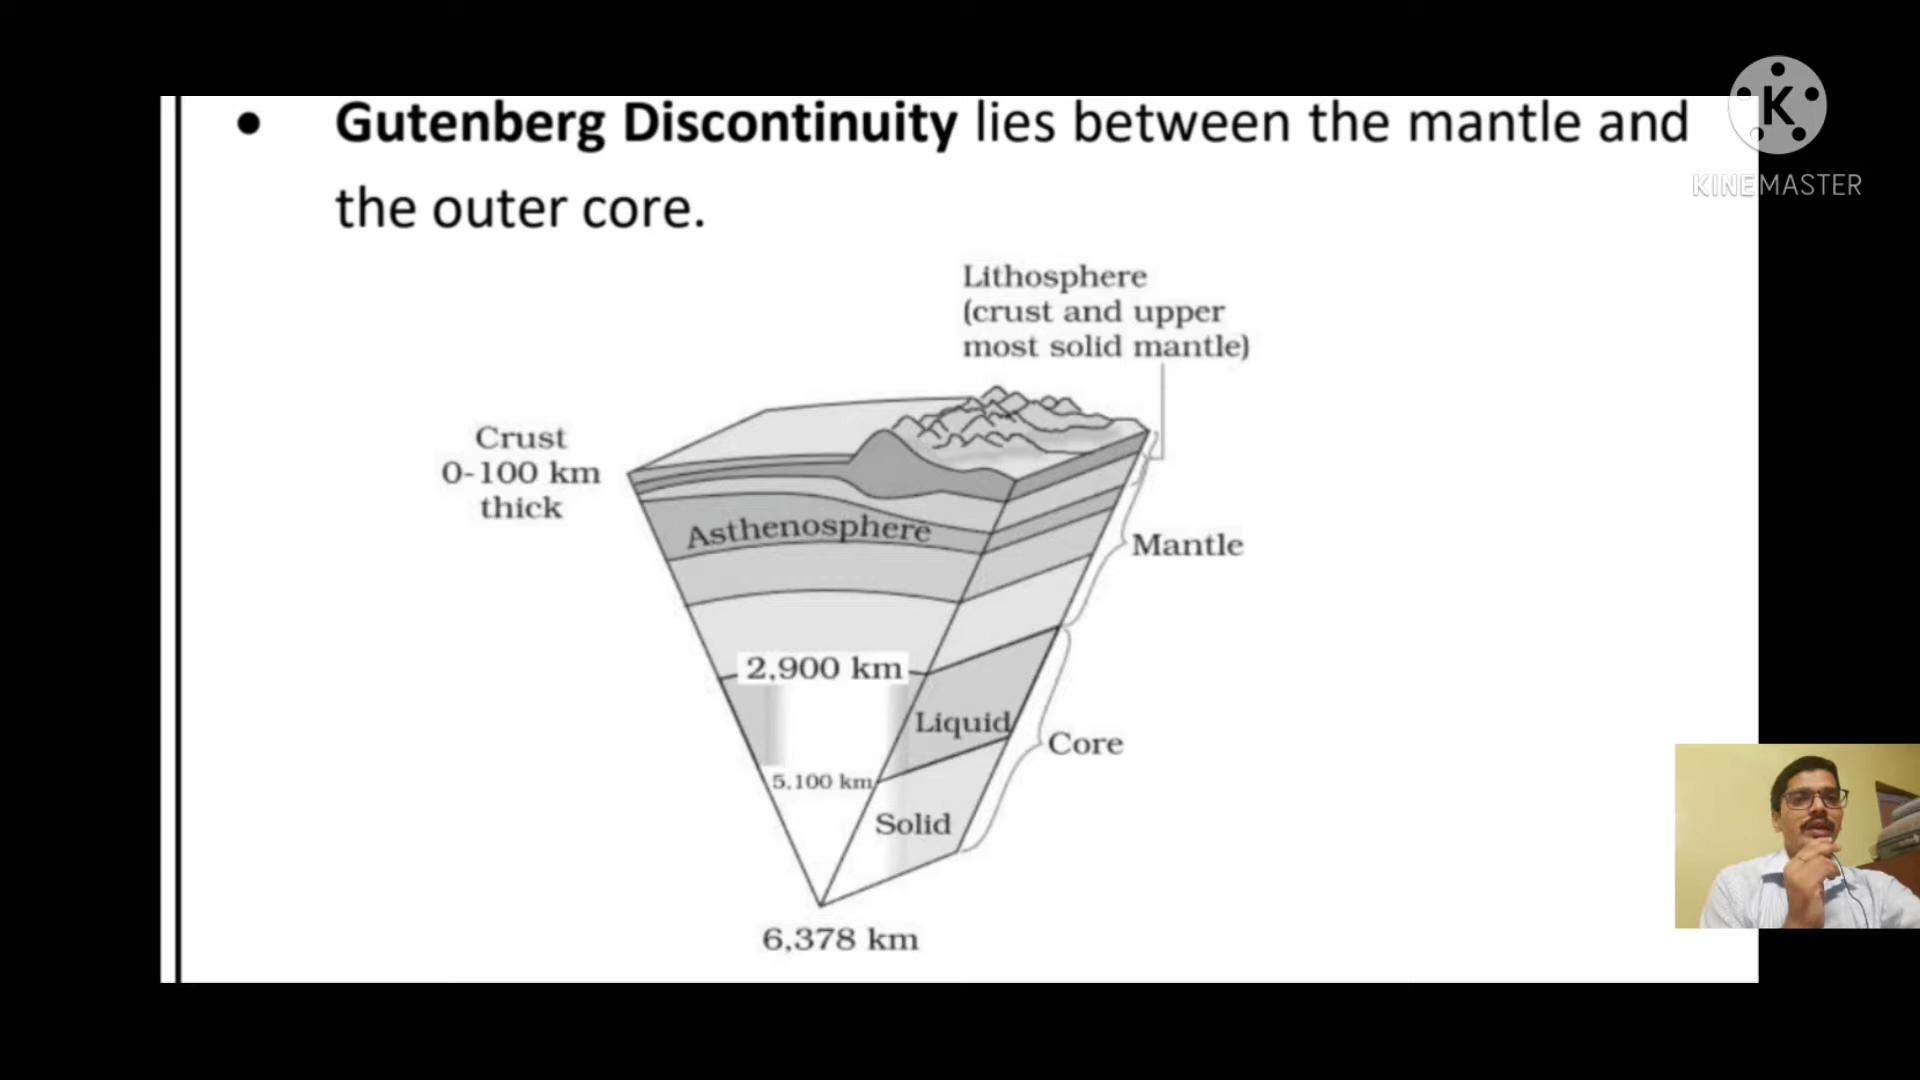 • Gutenberg Discontinuity lies between the mantle and
the outer core.
K
KINEMASTER
Lithosphere
(crust and upper
most solid mantle)
Crust
0-100 km
thick
Asthenosphere
Mantle
2,900 km
Liquid
Core
5,100 km
Solid
6,378 km